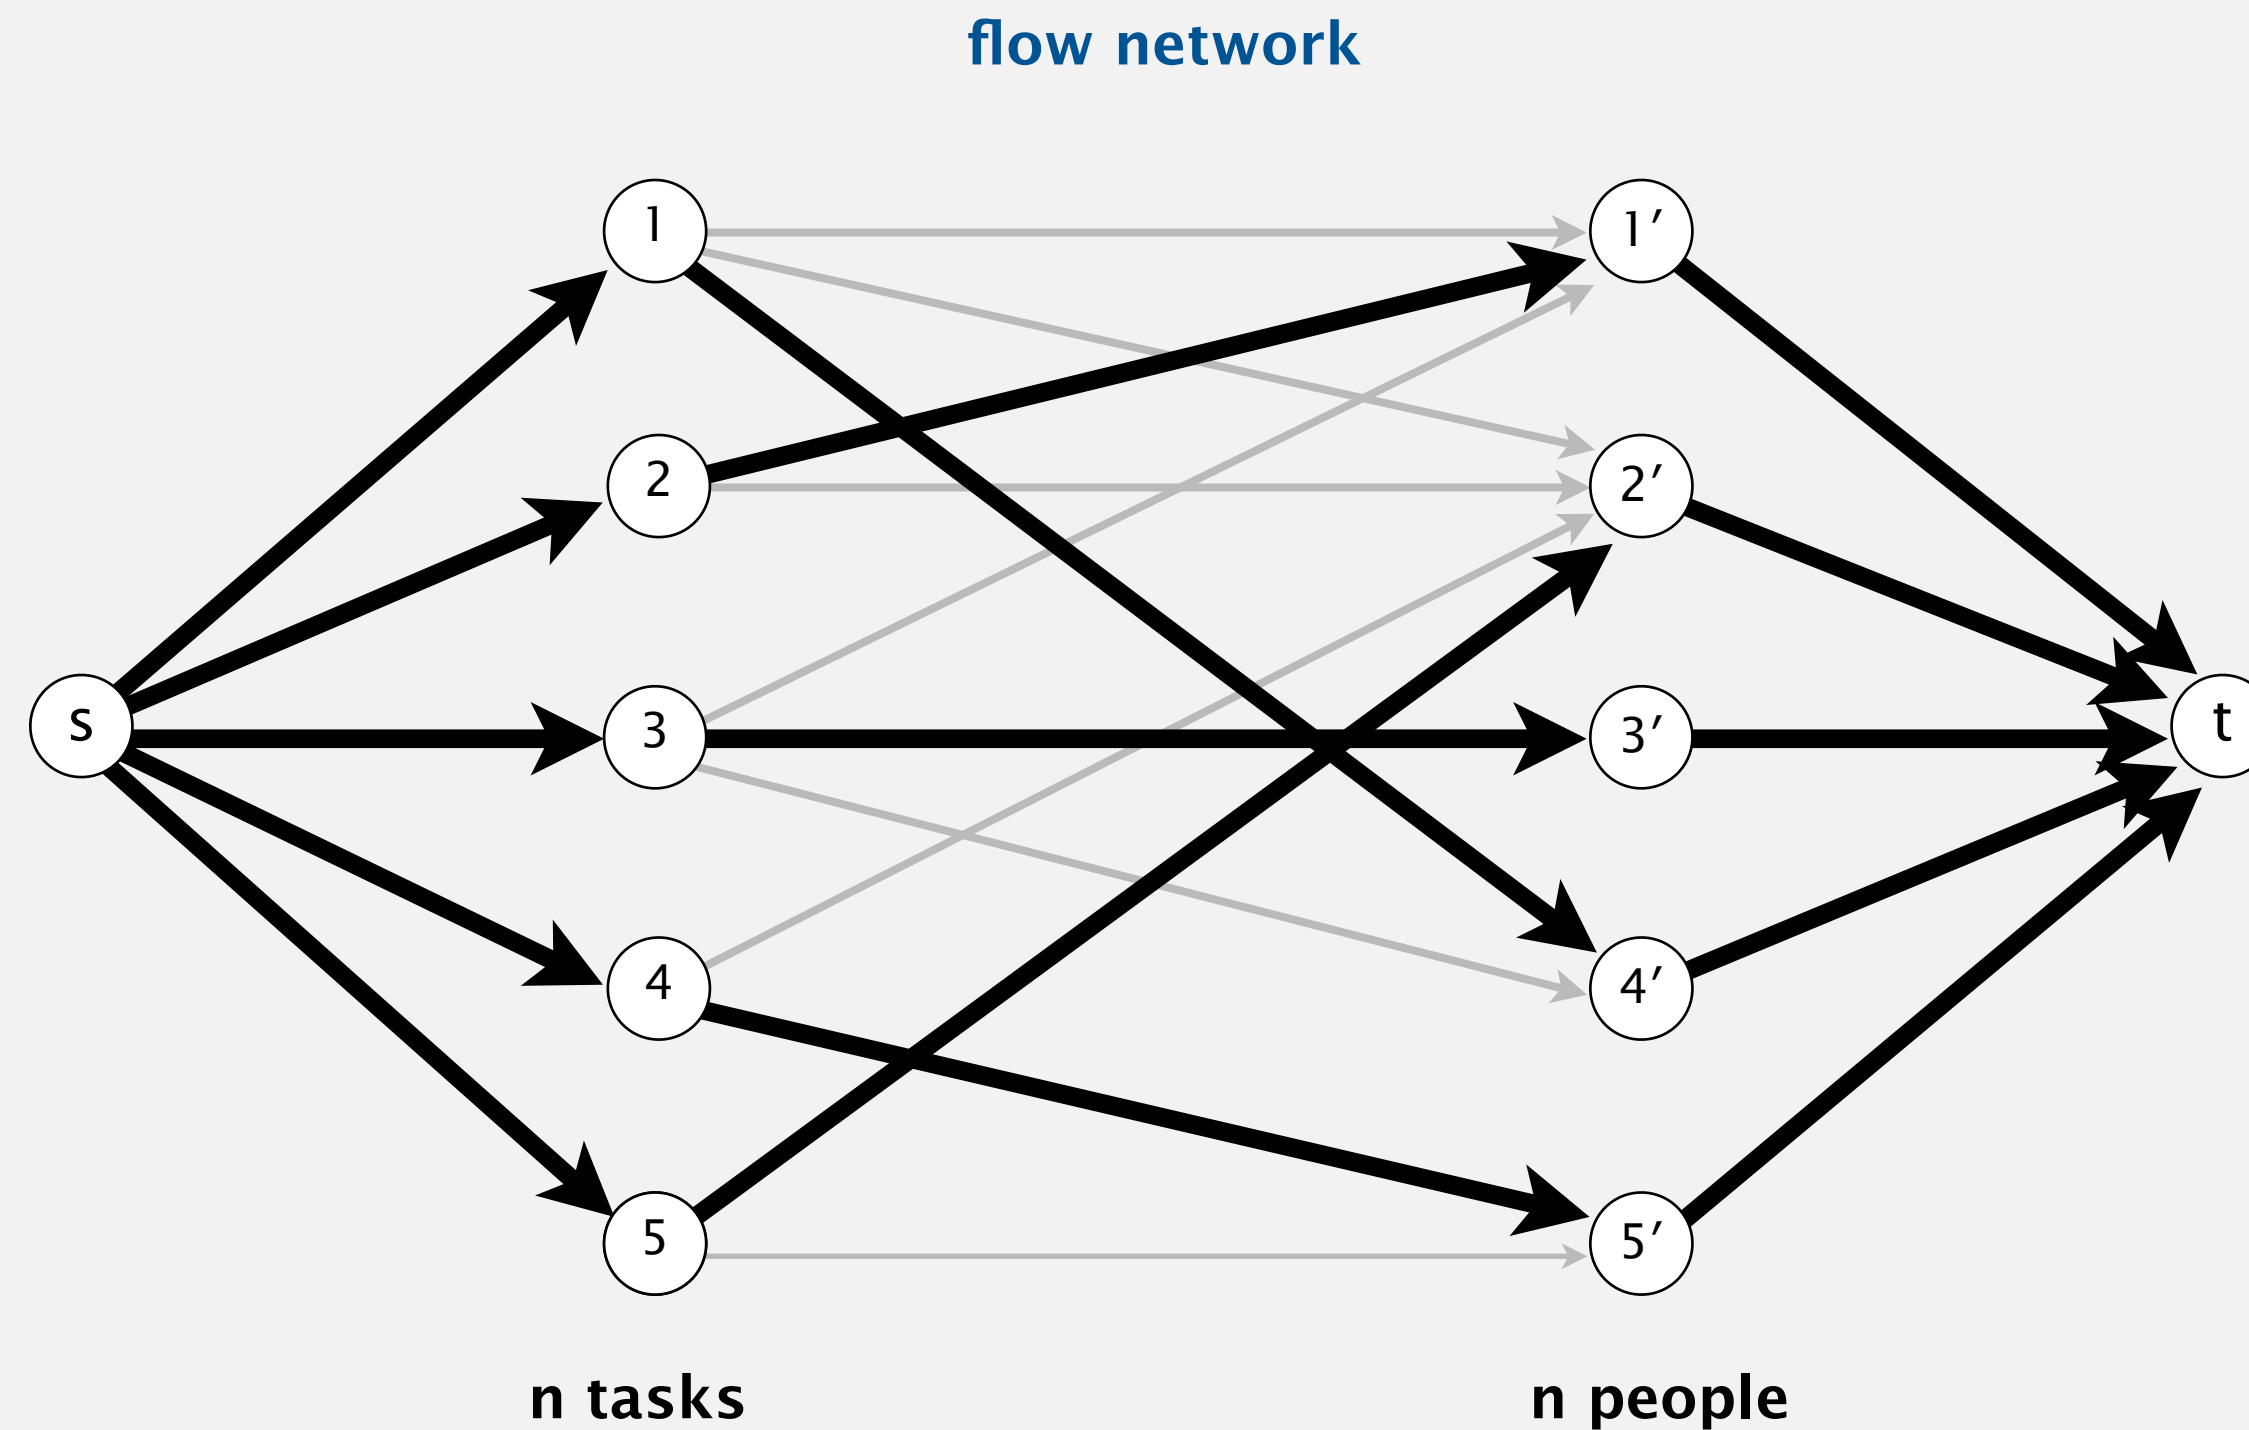 flow network
1
1′
2
2′
s
3
3′
t
4
4′
5
5′
n tasks
n people